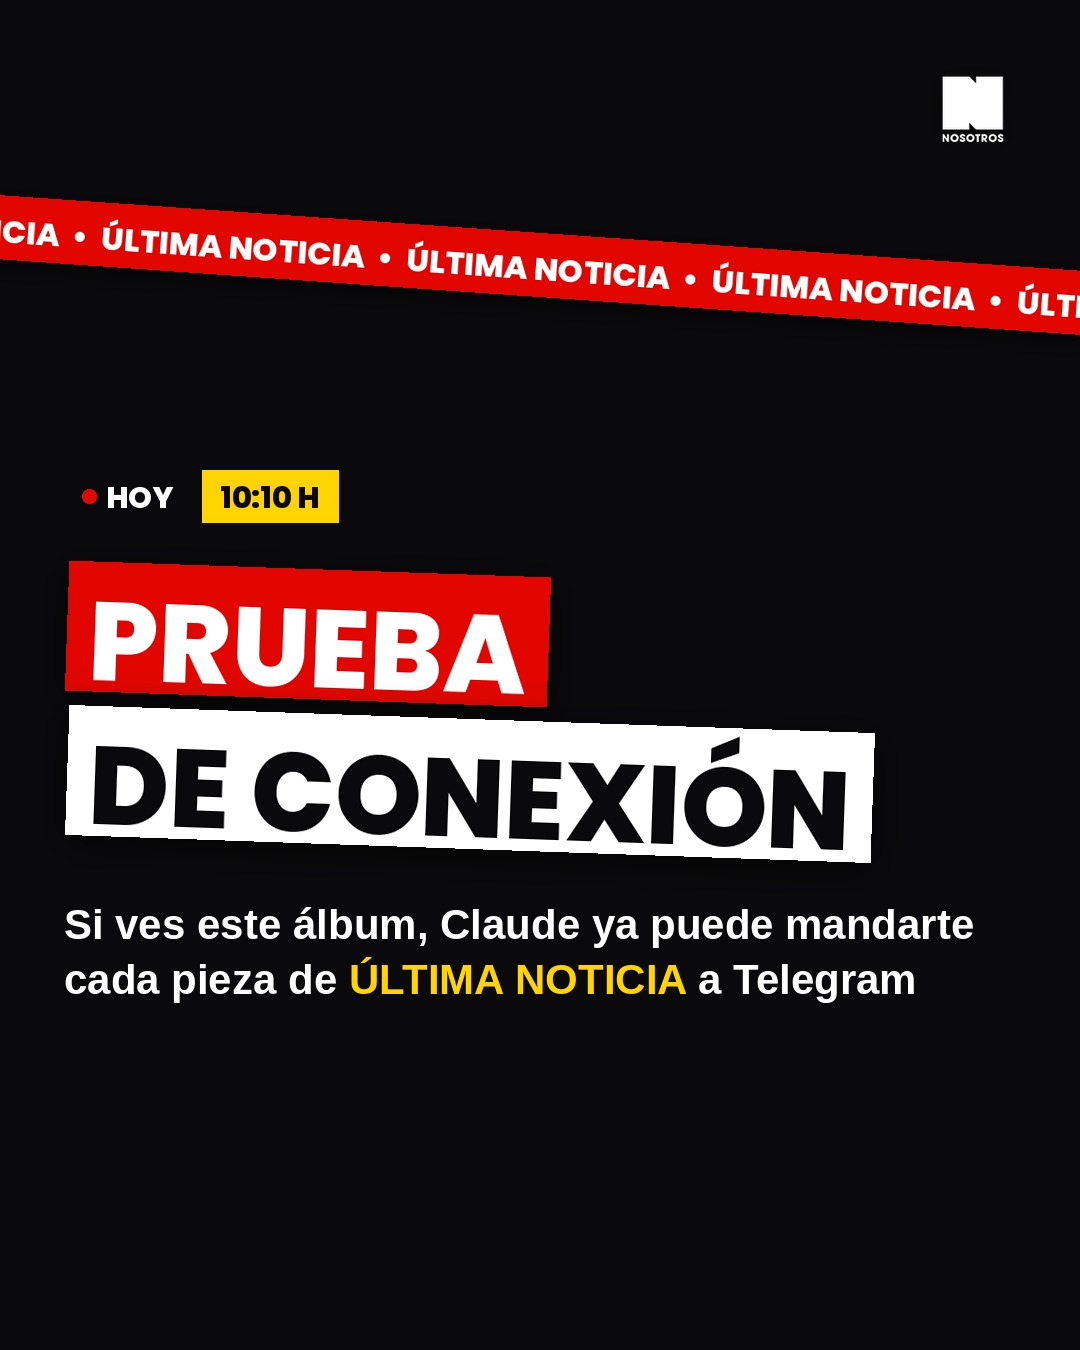 NOSOTROS
ICIA • ÚLTIMA NOTICIA • ÚLTIMA NOTICIA • ÚLTIMA NOTICIA • ÚLTI
HOY 10:10 H
PRUEBA
DE CONEXIÓN
Si ves este álbum, Claude ya puede mandarte
cada pieza de ÚLTIMA NOTICIA a Telegram